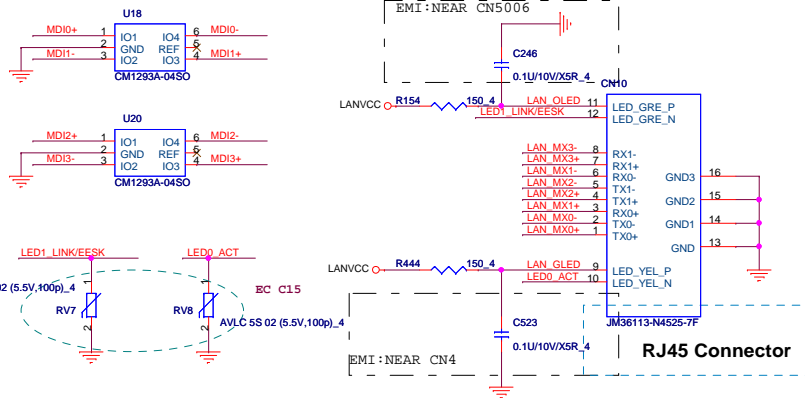 U18
MDI0+ 1 IO1 IO4 6 MDI0-
2 GND REF 5
MDI1- 3 IO2 IO3 4 MDI1+
CM1293A-04SO
U20
MDI2+ 1 IO1 IO4 6 MDI2-
2 GND REF 5
MDI3- 3 IO2 IO3 4 MDI3+
CM1293A-04SO
LED1_LINK/EESK
LED0_ACT
EC C15
02 (5.5V,100p)_4
1
RV7
2
1
RV8
2
AVLC 5S 02 (5.5V,100p)_4
EMI:NEAR CN5006
C246
0.1U/10V/X5R_4
CN10
LANVCC R154 150_4 LAN_OLED 11 LED_GRE_P
LED1_LINK/EESK 12 LED_GRE_N
LAN_MX3- 8 RX1-
LAN_MX3+ 7 RX1+
LAN_MX1- 6 RX0-
LAN_MX2- 5 TX1-
LAN_MX2+ 4 TX1+
LAN_MX1+ 3 RX0+
LAN_MX0- 2 TX0-
LAN_MX0+ 1 TX0+
GND3 16
GND2 15
GND1 14
GND 13
LANVCC R444 150_4 LAN_GLED 9 LED_YEL_P
LED0_ACT 10 LED_YEL_N
JM36113-N4525-7F
C523
0.1U/10V/X5R_4
EMI:NEAR CN4
RJ45 Connector